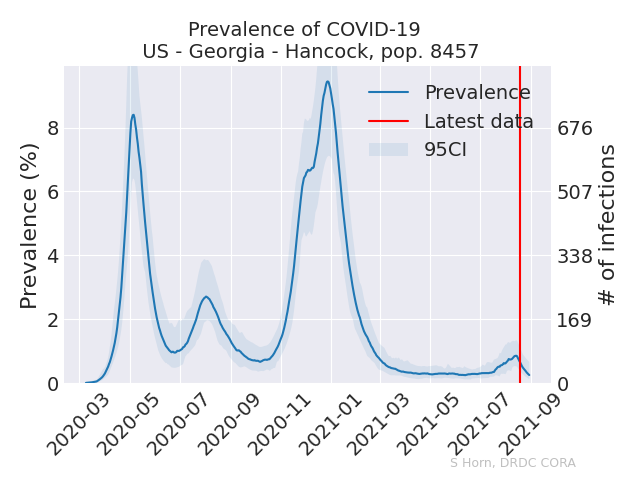 Prevalence of COVID-19
US - Georgia - Hancock, pop. 8457
Prevalence
Latest data
95CI
Prevalence (%)
8
6
4
2
0
676
507
338
169
0
# of infections
2020-03
2020-05
2020-07
2020-09
2020-11
2021-01
2021-03
2021-05
2021-07
2021-09
S Horn, DRDC CORA